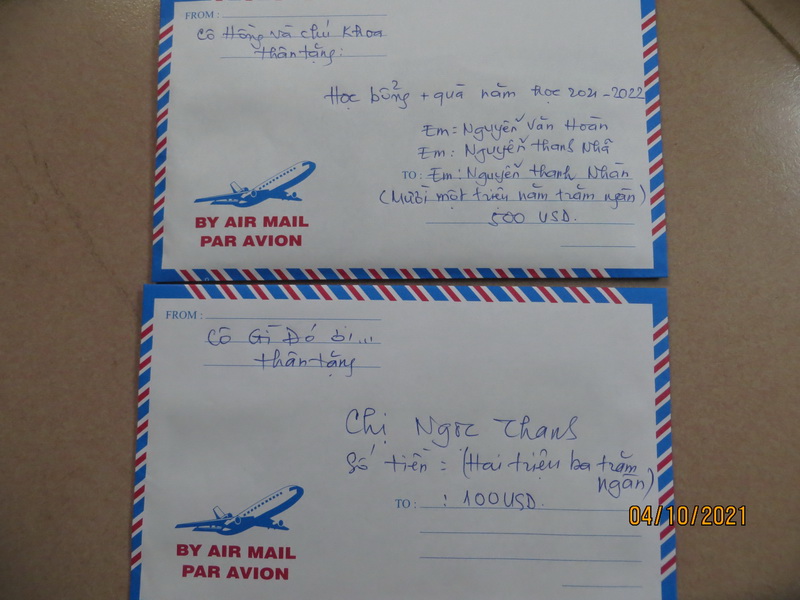 FROM :
Cô Hồng và chú Khoa
thân tặng:
Học bổng + quà năm học 2021-2022
Em: Nguyễn Văn Hoàn
Em: Nguyễn thanh Nhã
TO : Em: Nguyễn thanh Nhàn
(Mười một triệu năm trăm ngàn)
500 USD.
BY AIR MAIL
PAR AVION
FROM :
Cô Gì Đó ơi...
thân tặng
Chị Ngọc Thanh
Số tiền : (Hai triệu ba trăm
ngàn)
TO : : 100USD.
BY AIR MAIL
PAR AVION
04/10/2021